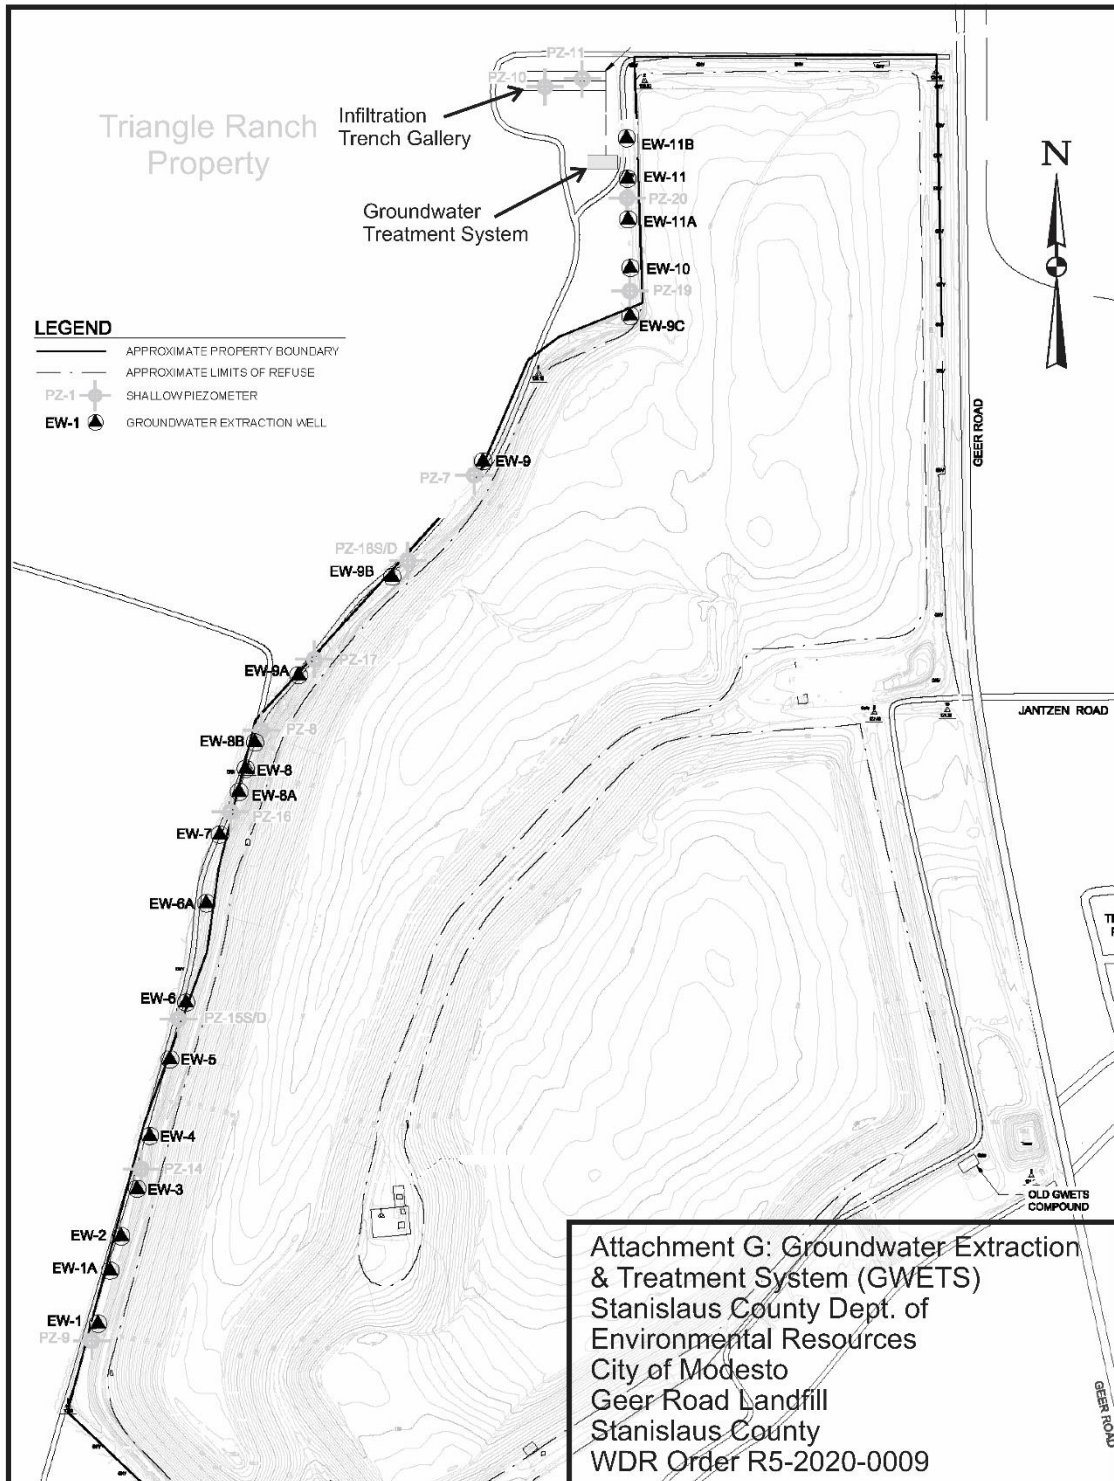 PZ-11
PZ-10
Infiltration
Trench Gallery
Triangle Ranch
Property
EW-11B
EW-11
PZ-20
EW-11A
Groundwater
Treatment System
N
EW-10
PZ-19
EW-9C
LEGEND
APPROXIMATE PROPERTY BOUNDARY
APPROXIMATE LIMITS OF REFUSE
PZ-1 SHALLOW PIEZOMETER
EW-1 GROUNDWATER EXTRACTION WELL
GEER ROAD
EW-9
PZ-7
PZ-18S/D
EW-9B
PZ-17
EW-9A
JANTZEN ROAD
PZ-8
EW-8B
EW-8
EW-8A
PZ-16
EW-7
EW-6A
EW-6
PZ-15S/D
EW-5
EW-4
PZ-14
EW-3
OLD GWETS
COMPOUND
EW-2
EW-1A
EW-1
PZ-9
Attachment G: Groundwater Extraction
& Treatment System (GWETS)
Stanislaus County Dept. of
Environmental Resources
City of Modesto
Geer Road Landfill
Stanislaus County
WDR Order R5-2020-0009
GEER ROAD